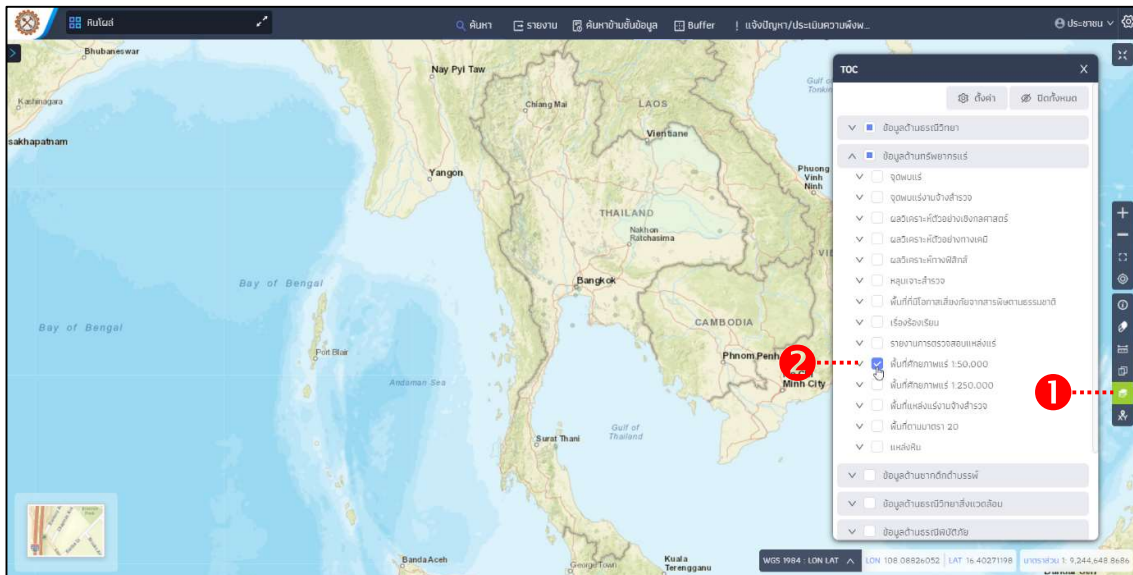 คินโฒส่
ค้นหา
รายงาน
ค้นหาข้ามชั้นข้อมูล
Buffer
! แจ้งปัญหา/ประเมินความพึงพ...
ประชาชน
Bhubaneswar
Kashinagara
sakhapatnam
Nay Pyi Taw
Chiang Mai
LAOS
Vientiane
Yangon
Phuong
Vinh
Ninh
THAILAND
Nakhon
Ratchasima
Bay of Bengal
Bay of Bengal
Bangkok
CAMBODIA
Port Blair
Phnom Penh
Minh City
Andaman Sea
Gulf of
Thailand
Surat Thani
Banda Aceh
GeorgeTown
Kuala
Terengganu
TOC
X
ตั้งค่า
ปิดทั้งหมด
ข้อมูลด้านธรณีวิทยา
ข้อมูลด้านทรัพยากรแร่
จุดพบแร่
จุดพบแร่งานจ้างสำรวจ
ผลวิเคราะห์ตัวอย่างเชิงกลศาสตร์
ผลวิเคราะห์ตัวอย่างทางเคมี
ผลวิเคราะห์ทางฟิสิกส์
หลุมเจาะสำรวจ
พื้นที่ที่มีโอกาสเสี่ยงภัยจากสารพิษตามธรรมชาติ
เรื่องร้องเรียน
รายงานการตรวจสอบแหล่งแร่
พื้นที่ศักยภาพแร่ 1:50,000
พื้นที่ศักยภาพแร่ 1:250,000
พื้นที่แหล่งแร่งานจ้างสำรวจ
พื้นที่ตามมาตรา 20
แหล่งหิน
ข้อมูลด้านซากดึกดำบรรพ์
ข้อมูลด้านธรณีวิทยาสิ่งแวดล้อม
ข้อมูลด้านธรณีพิบัติภัย
2
1
WGS 1984 : LON LAT
LON 108.08826052
LAT 16.40271198
มาตราส่วน 1: 9,244,648.8686